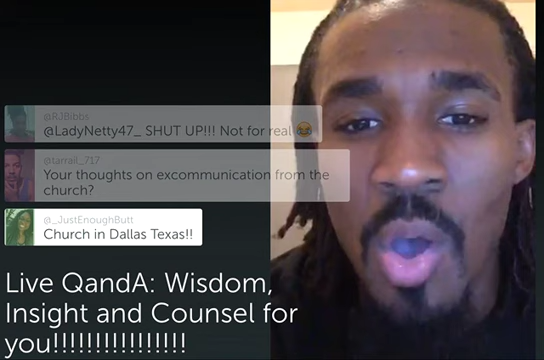 @RJBibbs
@LadyNetty47_ SHUT UP!!! Not for real 😂
@tarrail_717
Your thoughts on excommunication from the
church?
@_JustEnoughButt
Church in Dallas Texas!!
Live QandA: Wisdom,
Insight and Counsel for
you!!!!!!!!!!!!!!!!